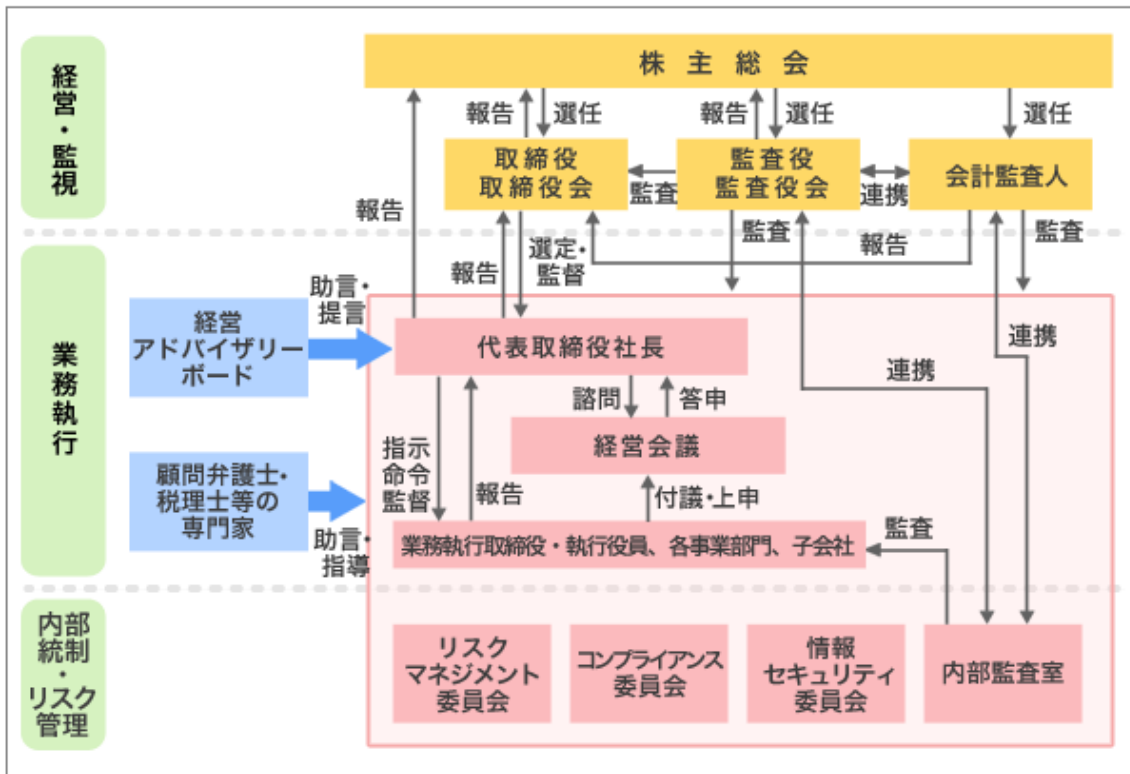 経営・監視
株主総会
報告
選任
報告
選任
選任
取締役
取締役会
監査
監査役
監査役会
連携
会計監査人
報告
報告
選定・
監督
監査
報告
監査
業務執行
助言・
提言
経営
アドバイザリー
ボード
代表取締役社長
連携
連携
諮問
答申
指示
命令
監督
報告
経営会議
付議・上申
顧問弁護士・
税理士等の
専門家
助言・
指導
業務執行取締役・執行役員、各事業部門、子会社
監査
内部
統制
・
リスク
管理
リスク
マネジメント
委員会
コンプライアンス
委員会
情報
セキュリティ
委員会
内部監査室